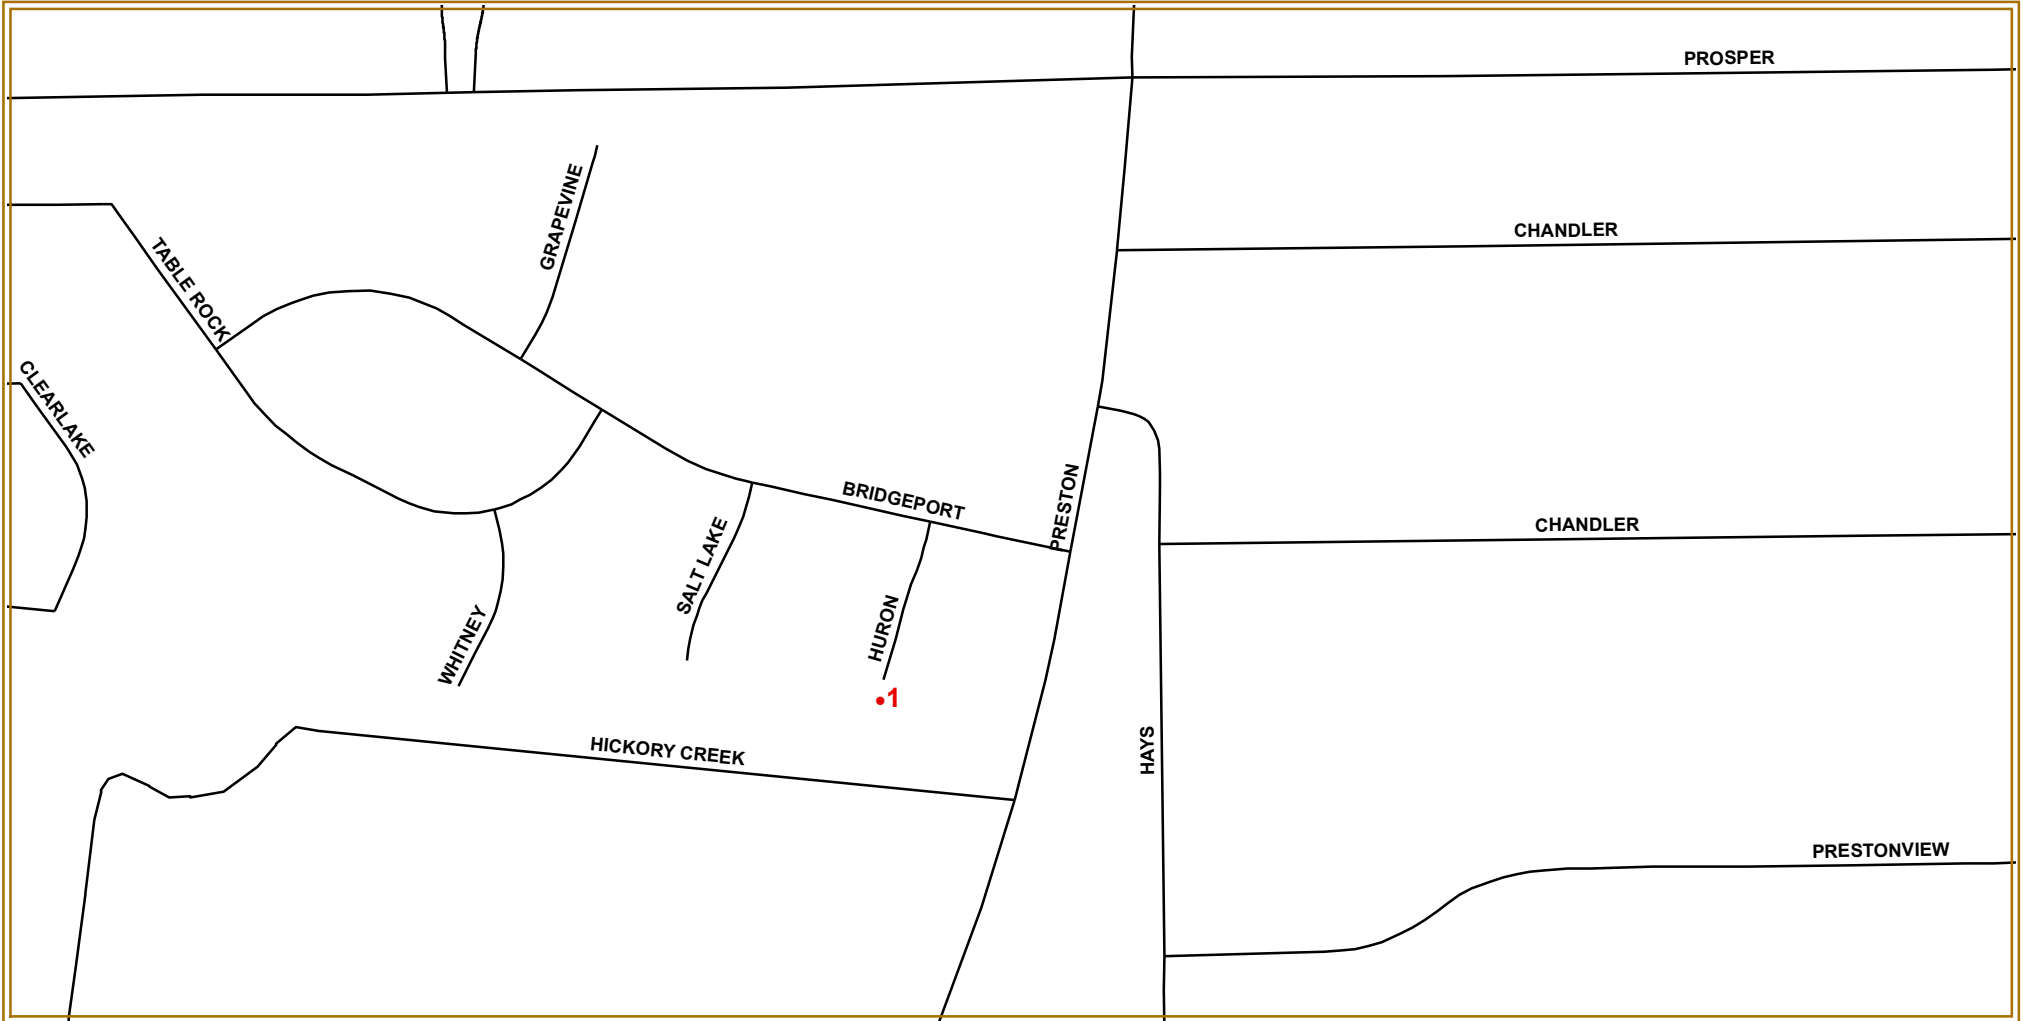 PROSPER
GRAPEVINE
CHANDLER
TABLE ROCK
CLEARLAKE
BRIDGEPORT
PRESTON
CHANDLER
SALT LAKE
WHITNEY
HURON
1
HICKORY CREEK
HAYS
PRESTONVIEW